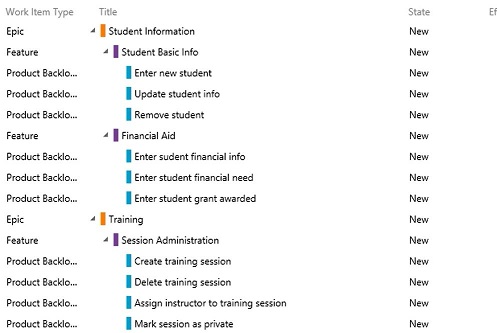 Work Item Type Title State Ef
Epic Student Information New
Feature Student Basic Info New
Product Backlo... Enter new student New
Product Backlo... Update student info New
Product Backlo... Remove student New
Feature Financial Aid New
Product Backlo... Enter sudent financial info New
Product Backlo... Enter student financial need New
Product Backlo... Enter student grant awarded New
Epic Training New
Feature Session Administration New
Product Backlo... Create training session New
Product Backlo... Delete training session New
Product Backlo... Assign instructor to training session New
Product Backlo... Mark session as private New